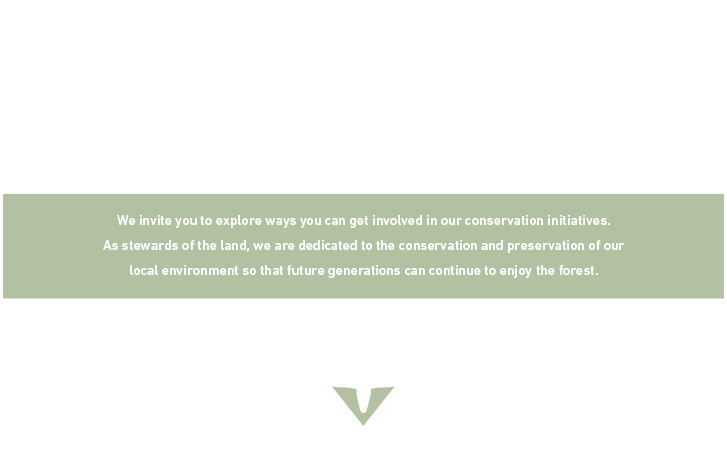 We invite you to explore ways you can get involved in our conservation initiatives.
As stewards of the land, we are dedicated to the conservation and preservation of our
local environment so that future generations can continue to enjoy the forest.